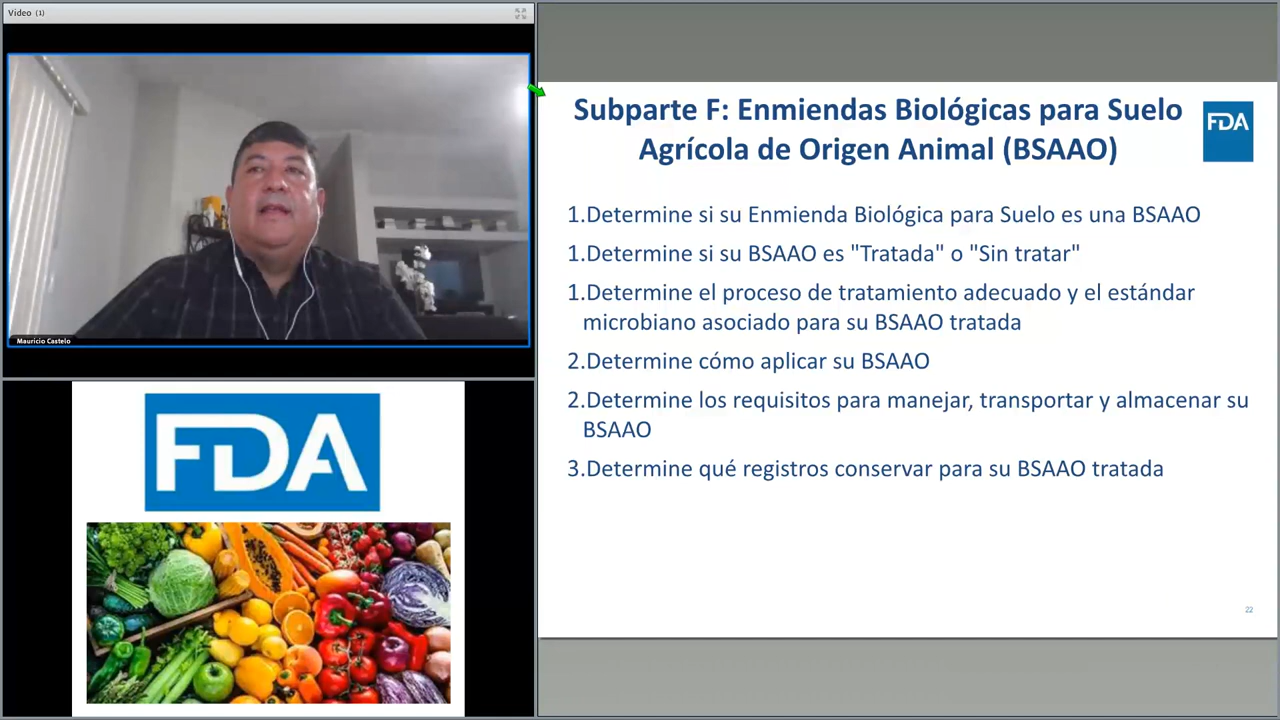 Video (1)
Mauricio Castelo
FDA
Subparte F: Enmiendas Biológicas para Suelo
Agrícola de Origen Animal (BSAAO)
FDA
1.Determine si su Enmienda Biológica para Suelo es una BSAAO
1.Determine si su BSAAO es "Tratada" o "Sin tratar"
1.Determine el proceso de tratamiento adecuado y el estándar
microbiano asociado para su BSAAO tratada
2.Determine cómo aplicar su BSAAO
2.Determine los requisitos para manejar, transportar y almacenar su
BSAAO
3.Determine qué registros conservar para su BSAAO tratada
22